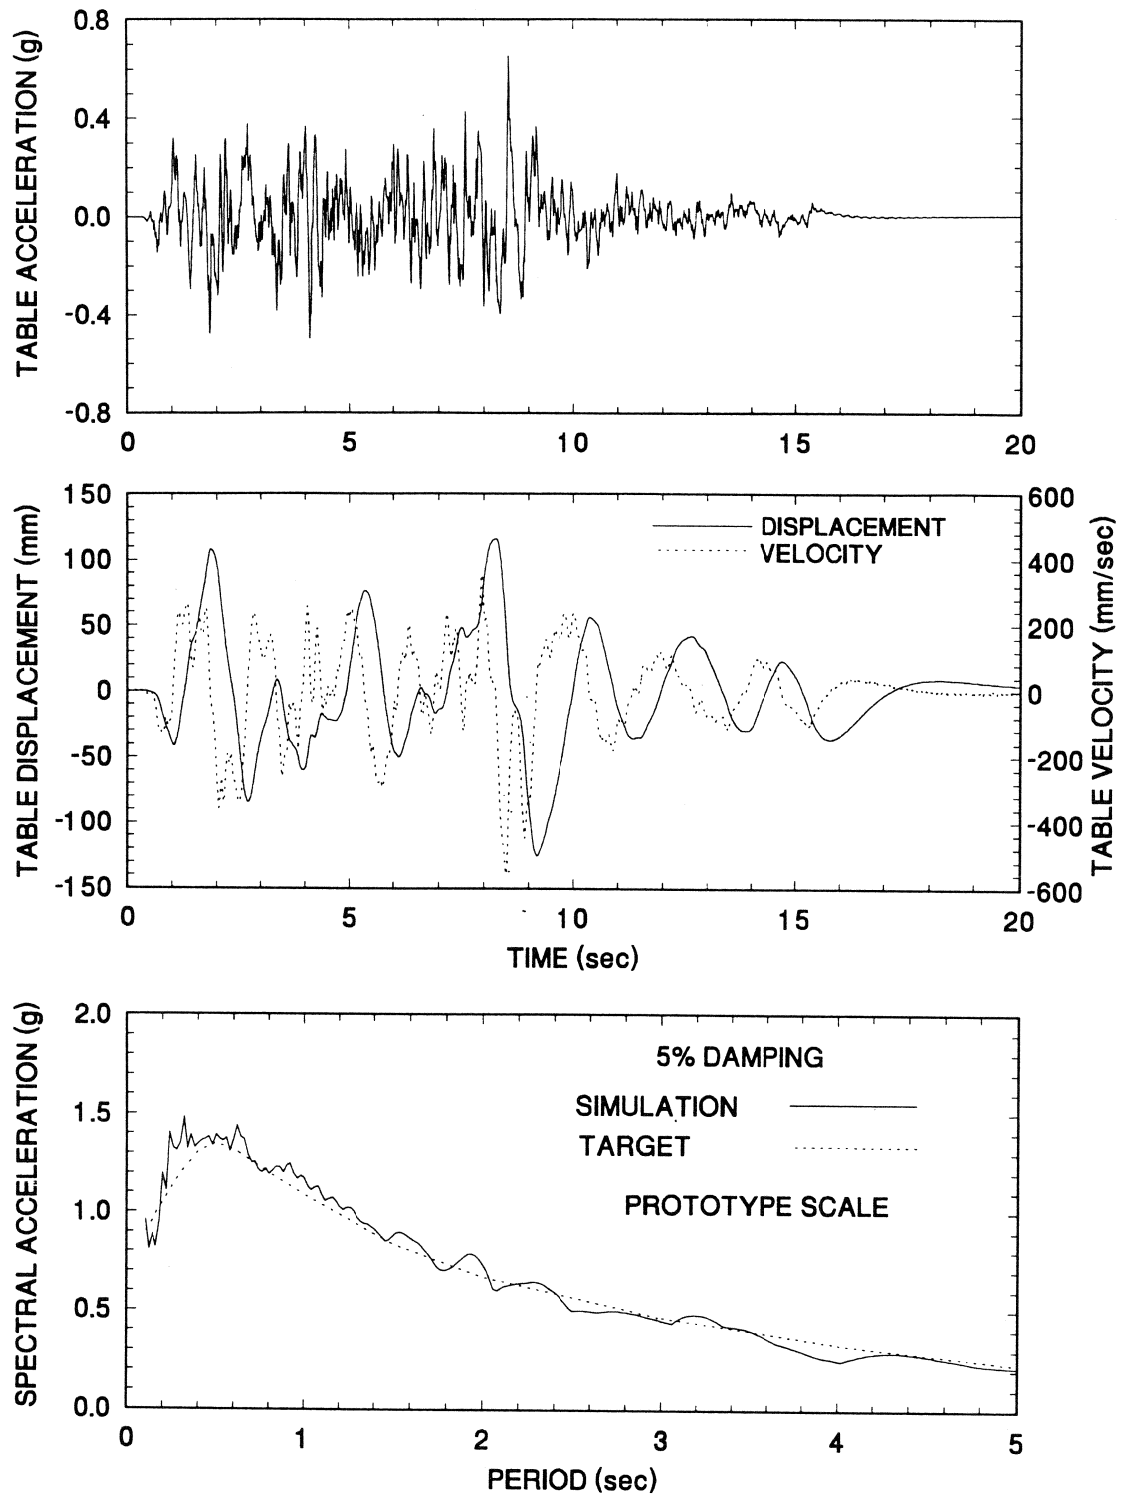 TABLE ACCELERATION (g)
0.8
0.4
0.0
-0.4
-0.8
0 5 10 15 20
TABLE DISPLACEMENT (mm)
150
100
50
0
-50
-100
-150
DISPLACEMENT
VELOCITY
600
400
200
0
-200
-400
-600
TABLE VELOCITY (mm/sec)
0 5 10 15 20
TIME (sec)
SPECTRAL ACCELERATION (g)
2.0
1.5
1.0
0.5
0.0
5% DAMPING
SIMULATION
TARGET
PROTOTYPE SCALE
0 1 2 3 4 5
PERIOD (sec)